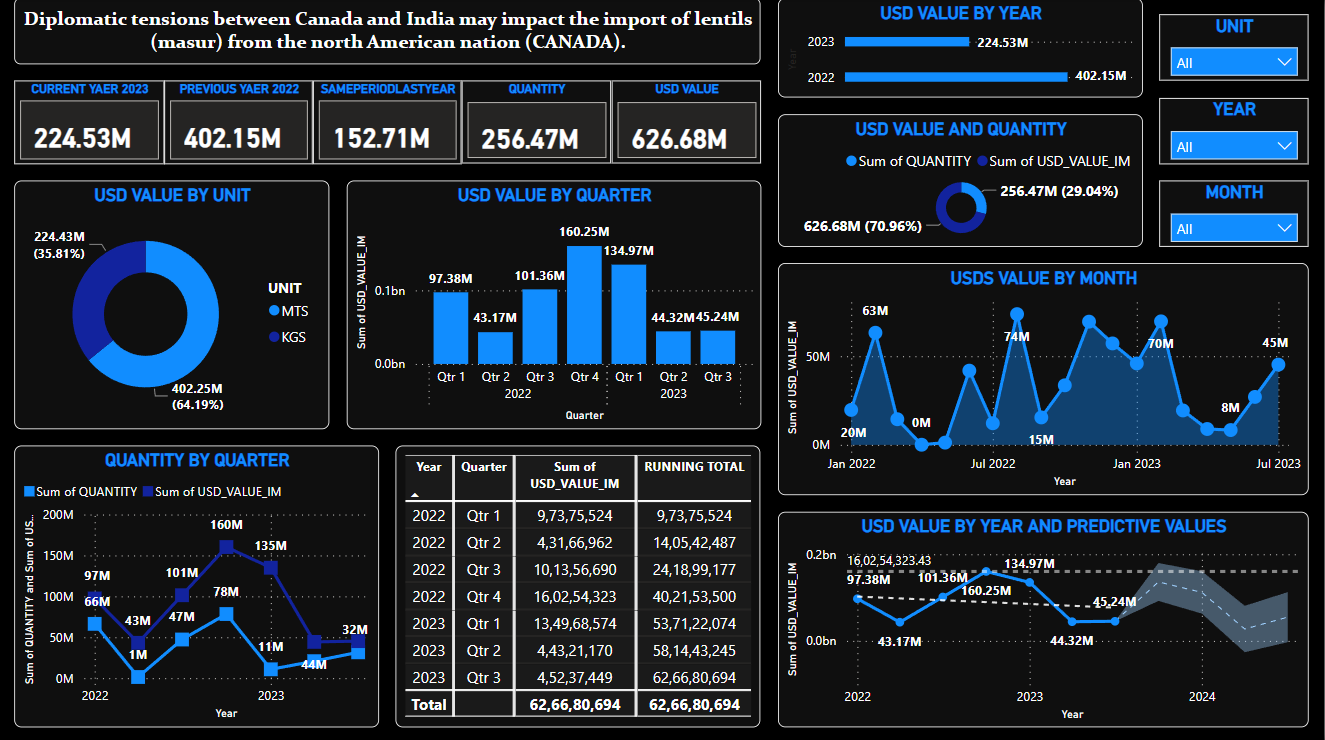 Diplomatic tensions between Canada and India may impact the import of lentils
(masur) from the north American nation (CANADA).
CURRENT YAER 2023
224.53M
PREVIOUS YAER 2022
402.15M
SAMEPERIODLASTYEAR
152.71M
QUANTITY
256.47M
USD VALUE
626.68M
USD VALUE BY YEAR
Year
2023
224.53M
2022
402.15M
UNIT
All
YEAR
All
MONTH
All
USD VALUE AND QUANTITY
Sum of QUANTITY Sum of USD_VALUE_IM
256.47M (29.04%)
626.68M (70.96%)
USD VALUE BY UNIT
224.43M
(35.81%)
402.25M
(64.19%)
UNIT
MTS
KGS
USD VALUE BY QUARTER
Sum of USD_VALUE_IM
0.1bn
0.0bn
97.38M
43.17M
101.36M
160.25M
134.97M
44.32M
45.24M
Qtr 1 Qtr 2 Qtr 3 Qtr 4 Qtr 1 Qtr 2 Qtr 3
2022 2023
Quarter
USDS VALUE BY MONTH
Sum of USD_VALUE_IM
50M
0M
20M
63M
0M
74M
15M
70M
8M
45M
Jan 2022 Jul 2022 Jan 2023 Jul 2023
Year
QUANTITY BY QUARTER
Sum of QUANTITY Sum of USD_VALUE_IM
Sum of QUANTITY and Sum of US...
200M
150M
100M
50M
0M
97M
66M
43M
1M
101M
47M
160M
78M
135M
11M
44M
32M
2022 2023
Year
Year Quarter Sum of USD_VALUE_IM RUNNING TOTAL
2022 Qtr 1 9,73,75,524 9,73,75,524
2022 Qtr 2 4,31,66,962 14,05,42,487
2022 Qtr 3 10,13,56,690 24,18,99,177
2022 Qtr 4 16,02,54,323 40,21,53,500
2023 Qtr 1 13,49,68,574 53,71,22,074
2023 Qtr 2 4,43,21,170 58,14,43,245
2023 Qtr 3 4,52,37,449 62,66,80,694
Total 62,66,80,694 62,66,80,694
USD VALUE BY YEAR AND PREDICTIVE VALUES
Sum of USD_VALUE_IM
0.2bn
0.0bn
16,02,54,323.43
97.38M
43.17M
101.36M
160.25M
134.97M
44.32M
45.24M
2022 2023 2024
Year